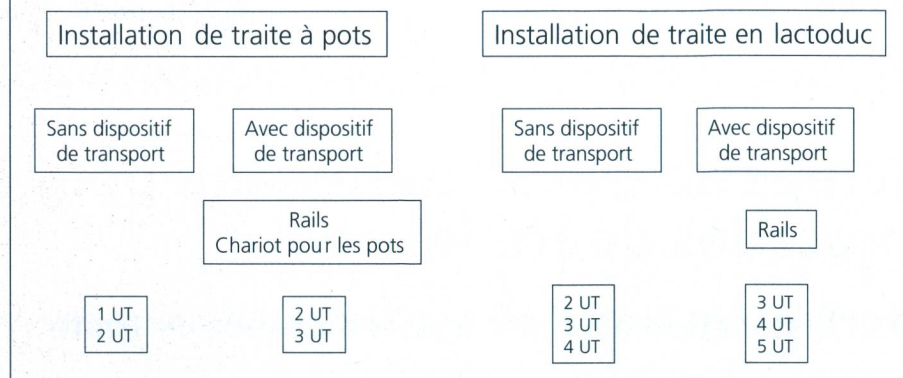 Installation de traite à pots
Installation de traite en lactoduc
Sans dispositif
de transport
Avec dispositif
de transport
Sans dispositif
de transport
Avec dispositif
de transport
Rails
Chariot pour les pots
Rails
1 UT
2 UT
2 UT
3 UT
2 UT
3 UT
4 UT
3 UT
4 UT
5 UT